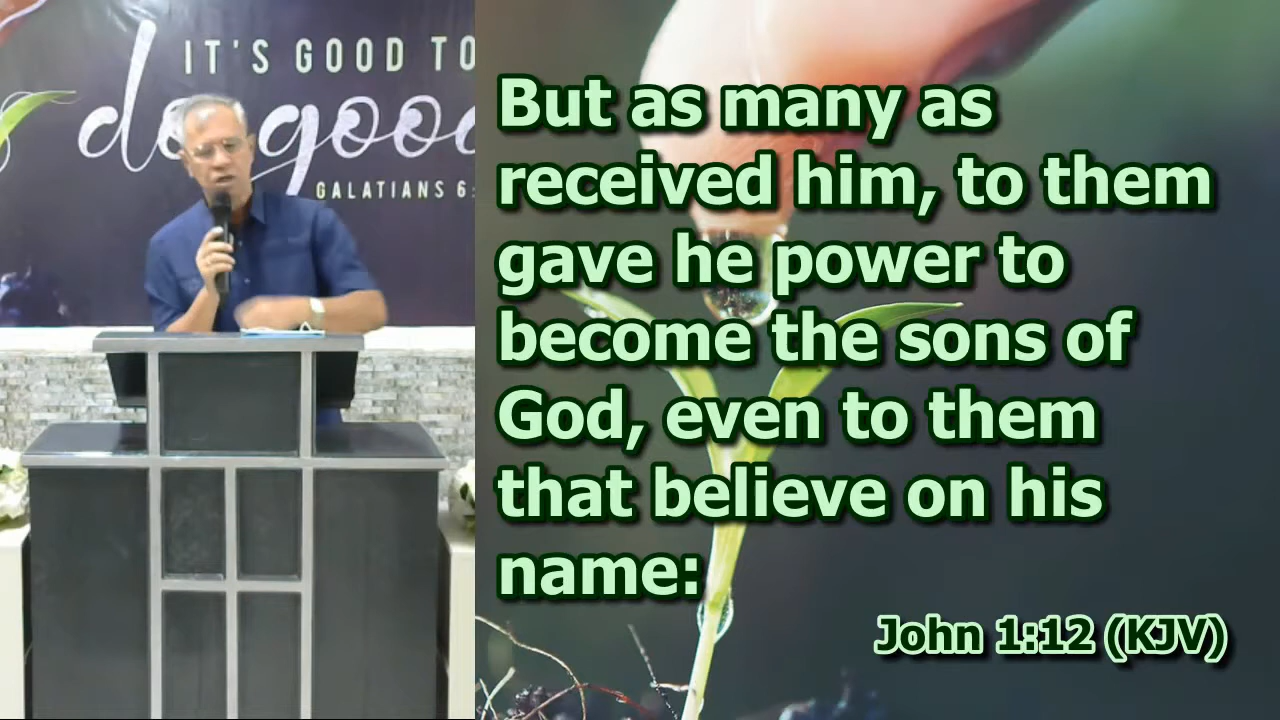 IT'S GOOD TO
do good
GALATIANS 6:
But as many as
received him, to them
gave he power to
become the sons of
God, even to them
that believe on his
name:
John 1:12 (KJV)